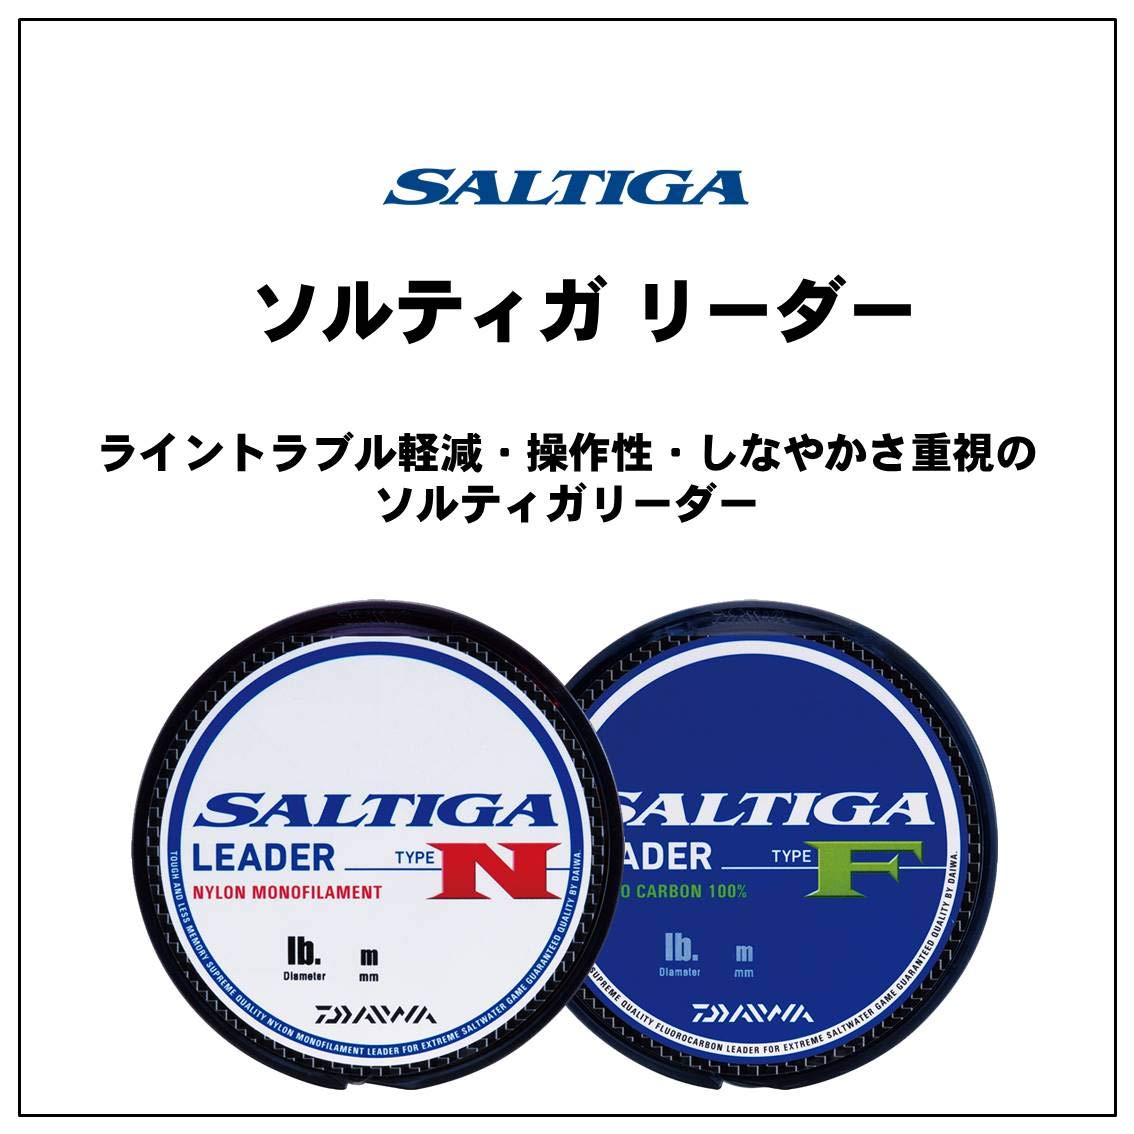 SALTIGA
ソルティガ リーダー
ライントラブル軽減・操作性・しなやかさ重視の
ソルティガリーダー
SALTIGA
LEADER TYPE N
NYLON MONOFILAMENT
lb. m
Diameter mm
DAIWA
TOUGH AND LESS MEMORY SUPREME QUALITY NYLON MONOFILAMENT LEADER FOR EXTREME SALTWATER GAME GUARANTEED QUALITY BY DAIWA.
SALTIGA
ADER TYPE F
O CARBON 100%
lb. m
Diameter mm
DAIWA
SUPREME QUALITY FLUOROCARBON LEADER FOR EXTREME SALTWATER GAME GUARANTEED QUALITY BY DAIWA.